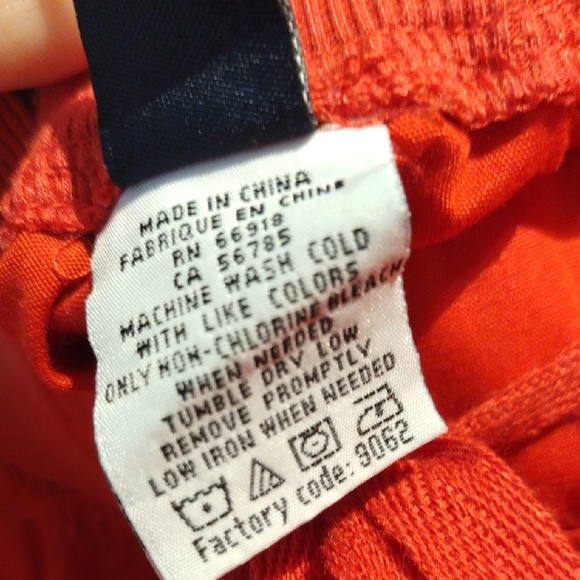 MADE IN CHINA
FABRIQUE EN CHINE
RN 66918
CA 56785
MACHINE WASH COLD
WITH LIKE COLORS
ONLY NON-CHLORINE BLEACH
WHEN NEEDED
TUMBLE DRY LOW
REMOVE PROMPTLY
LOW IRON WHEN NEEDED
Factory code: 9062